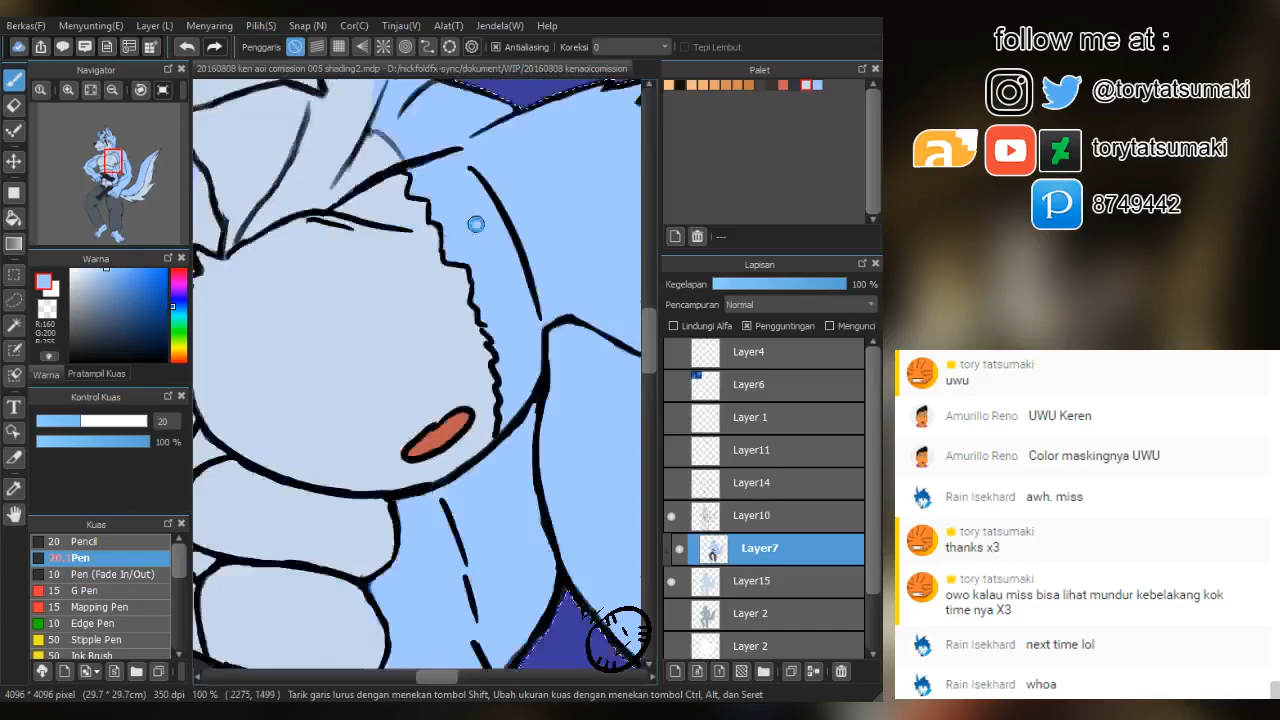 Berkas(F) Menyunting(E) Layer (L) Menyaring Pilih(S) Snap (N) Cor(C) Tinjau(V) Alat(T) Jendela(W) Help
Penggaris Antialiasing Koreksi 0 Tepi Lembut
Navigator
20160808 ken aoi comission 005 shading2.mdp - D:/nickfoldfx-sync/dokument/WIP/20160808 kenaoicomission
Palet
---
Warna
R:160
G:200
B:255
Warna Pratampil Kuas
Kontrol Kuas
20
100 %
Kuas
20 Pencil
Pen
10 Pen (Fade In/Out)
15 G Pen
15 Mapping Pen
10 Edge Pen
50 Stipple Pen
50 Ink Brush
Lapisan
Kegelapan 100 %
Pencampuran Normal
Lindungi Alfa Pengguntingan Mengunci
Layer4
Layer6
Layer 1
Layer11
Layer14
Layer10
Layer7
Layer15
Layer 2
Layer 2
4096 * 4096 pixel (29.7 * 29.7cm) 350 dpi 100 % (2275, 1499) Tarik garis lurus dengan menekan tombol Shift, Ubah ukuran kuas dengan menekan tombol Ctrl, Alt, dan Seret
follow me at :
@torytatsumaki
torytatsumaki
8749442
tory tatsumaki
uwu
Amurillo Reno UWU Keren
Amurillo Reno Color maskingnya UWU
Rain Isekhard awh. miss
tory tatsumaki
thanks x3
tory tatsumaki
owo kalau miss bisa lihat mundur kebelakang kok
time nya X3
Rain Isekhard next time lol
Rain Isekhard whoa